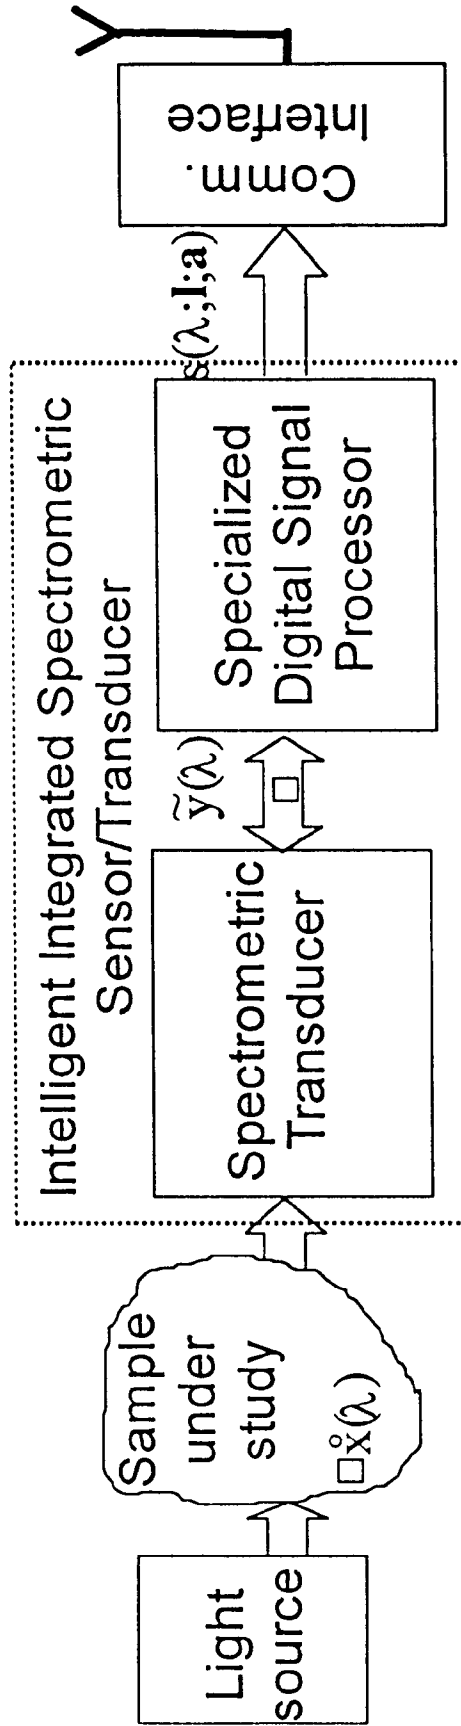 Light
source
Sample
under
study
□x̊(λ)
Intelligent Integrated Spectrometric
Sensor/Transducer
Spectrometric
Transducer
ỹ(λ)
□
Specialized
Digital Signal
Processor
s(λ;l;a)
Comm.
Interface